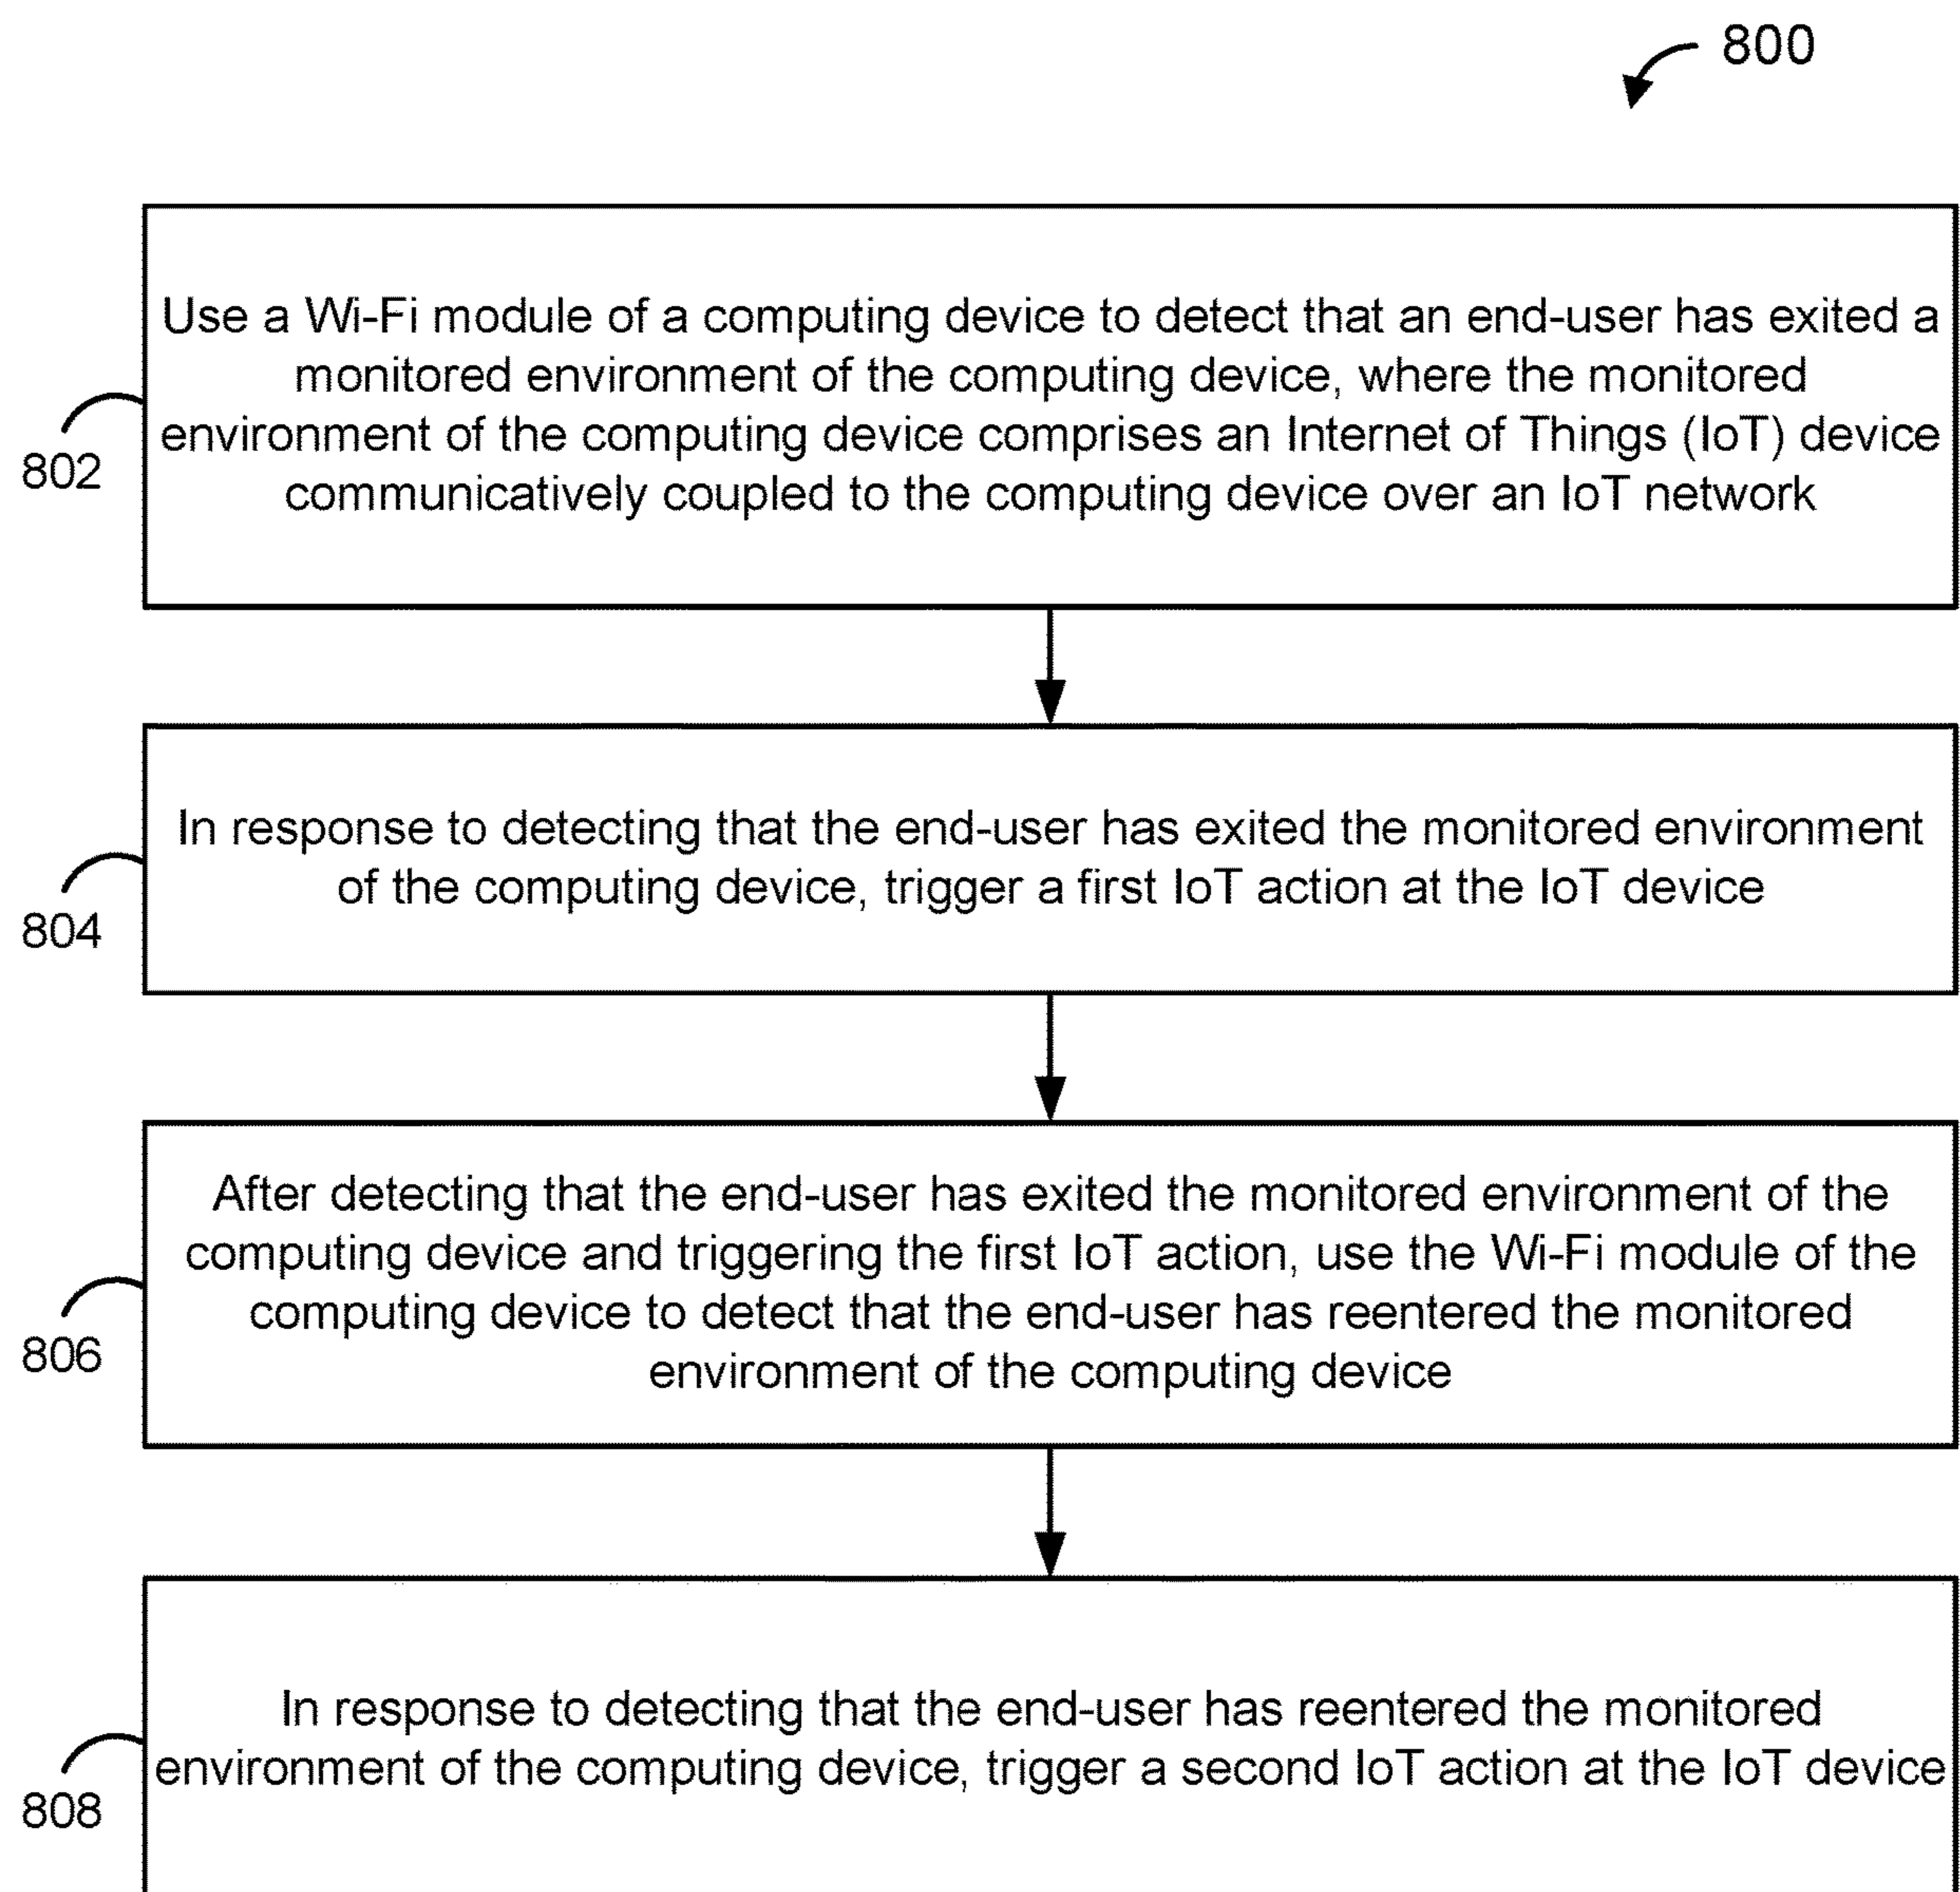 800
Use a Wi-Fi module of a computing device to detect that an end-user has exited a
monitored environment of the computing device, where the monitored
environment of the computing device comprises an Internet of Things (IoT) device
communicatively coupled to the computing device over an IoT network
802
In response to detecting that the end-user has exited the monitored environment
of the computing device, trigger a first IoT action at the IoT device
804
After detecting that the end-user has exited the monitored environment of the
computing device and triggering the first IoT action, use the Wi-Fi module of the
computing device to detect that the end-user has reentered the monitored
environment of the computing device
806
In response to detecting that the end-user has reentered the monitored
environment of the computing device, trigger a second IoT action at the IoT device
808